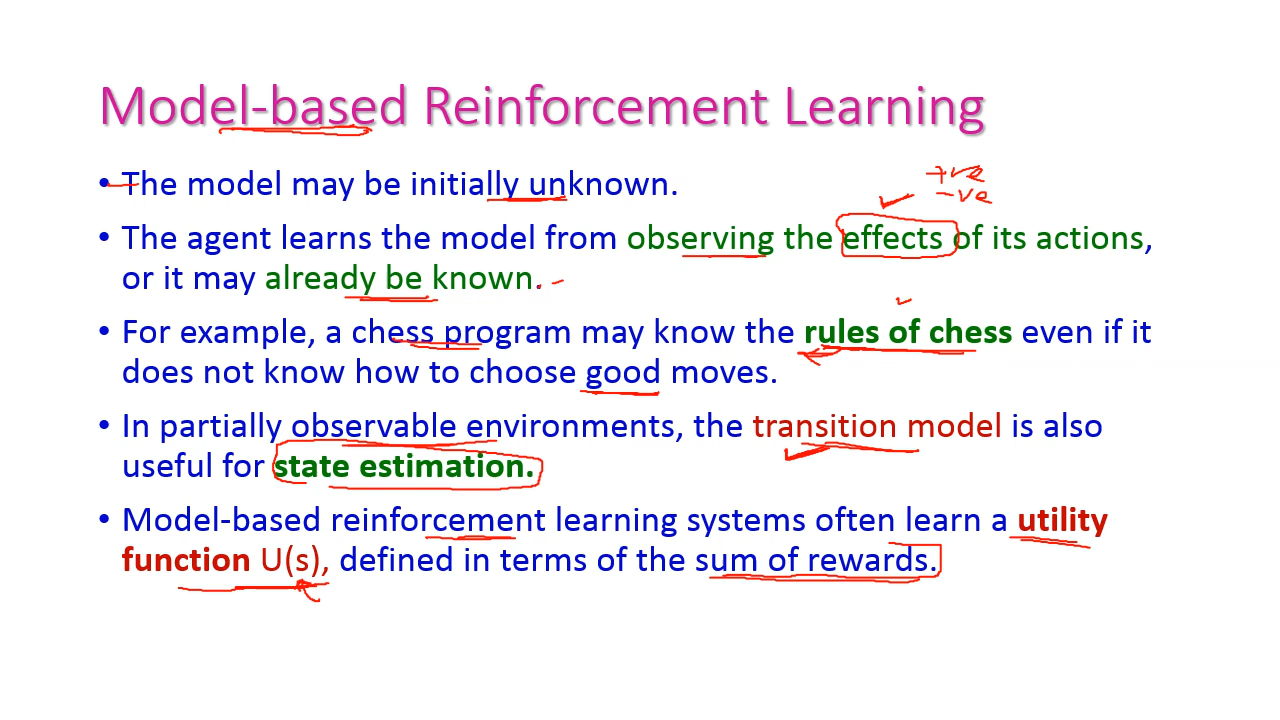 Model-based Reinforcement Learning
• The model may be initially unknown.
+ve
-ve
• The agent learns the model from observing the effects of its actions,
or it may already be known.
• For example, a chess program may know the rules of chess even if it
does not know how to choose good moves.
• In partially observable environments, the transition model is also
useful for state estimation.
• Model-based reinforcement learning systems often learn a utility
function U(s), defined in terms of the sum of rewards.